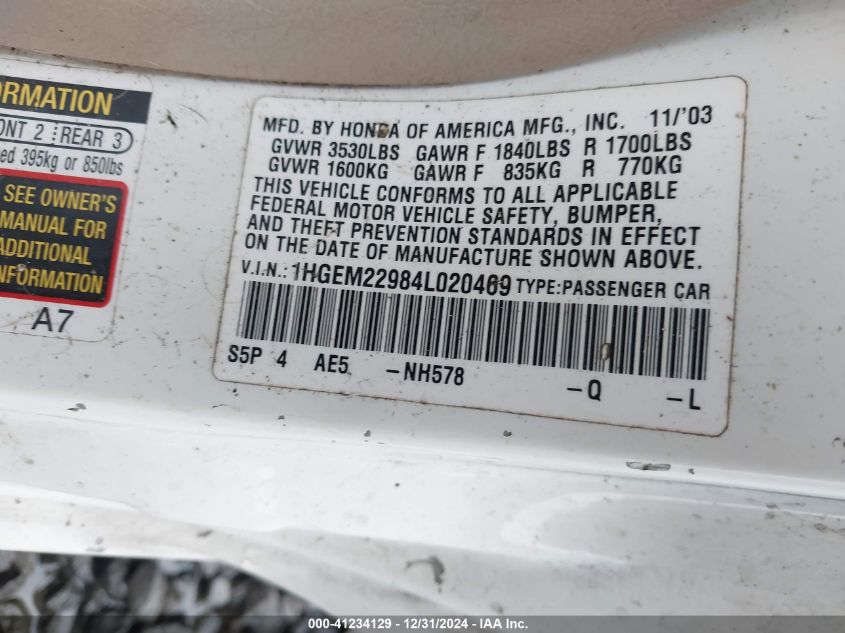 ORMATION
ONT 2 REAR 3
ed 395kg or 850lbs
SEE OWNER'S
MANUAL FOR
ADDITIONAL
INFORMATION
A7
MFD. BY HONDA OF AMERICA MFG., INC. 11/'03
GVWR 3530LBS GAWR F 1840LBS R 1700LBS
GVWR 1600KG GAWR F 835KG R 770KG
THIS VEHICLE CONFORMS TO ALL APPLICABLE
FEDERAL MOTOR VEHICLE SAFETY, BUMPER,
AND THEFT PREVENTION STANDARDS IN EFFECT
ON THE DATE OF MANUFACTURE SHOWN ABOVE.
V.I.N.: 1HGEM22984L020469 TYPE:PASSENGER CAR
S5P 4 AE5 -NH578 -Q -L
000-41234129 - 12/31/2024 - IAA Inc.